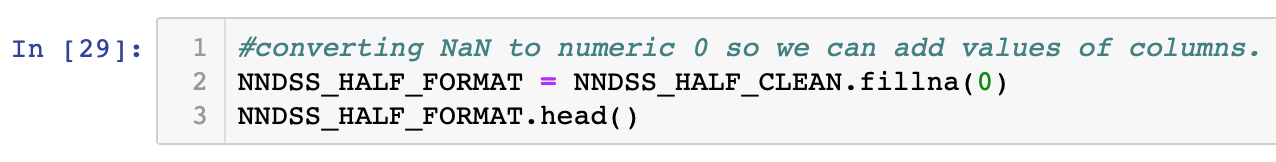 In [29]:
1 #converting NaN to numeric 0 so we can add values of columns.
2 NNDSS_HALF_FORMAT = NNDSS_HALF_CLEAN.fillna(0)
3 NNDSS_HALF_FORMAT.head()